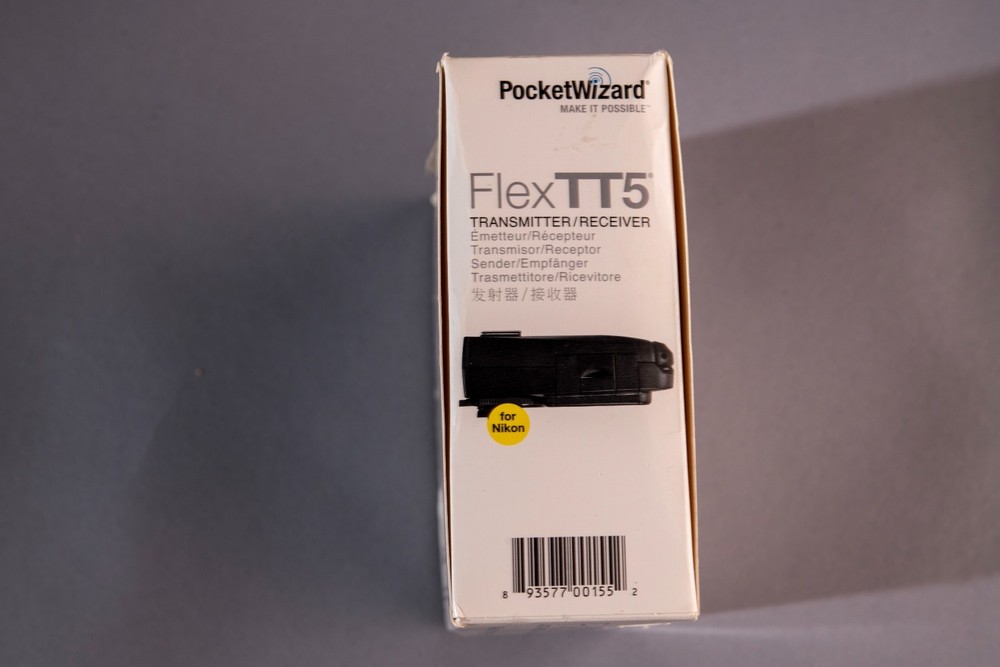 PocketWizard®
MAKE IT POSSIBLE™
FlexTT5®
TRANSMITTER/RECEIVER
Émetteur/Récepteur
Transmisor/Receptor
Sender/Empfänger
Trasmettitore/Ricevitore
发射器/接收器
for
Nikon
8 93577 00155 2